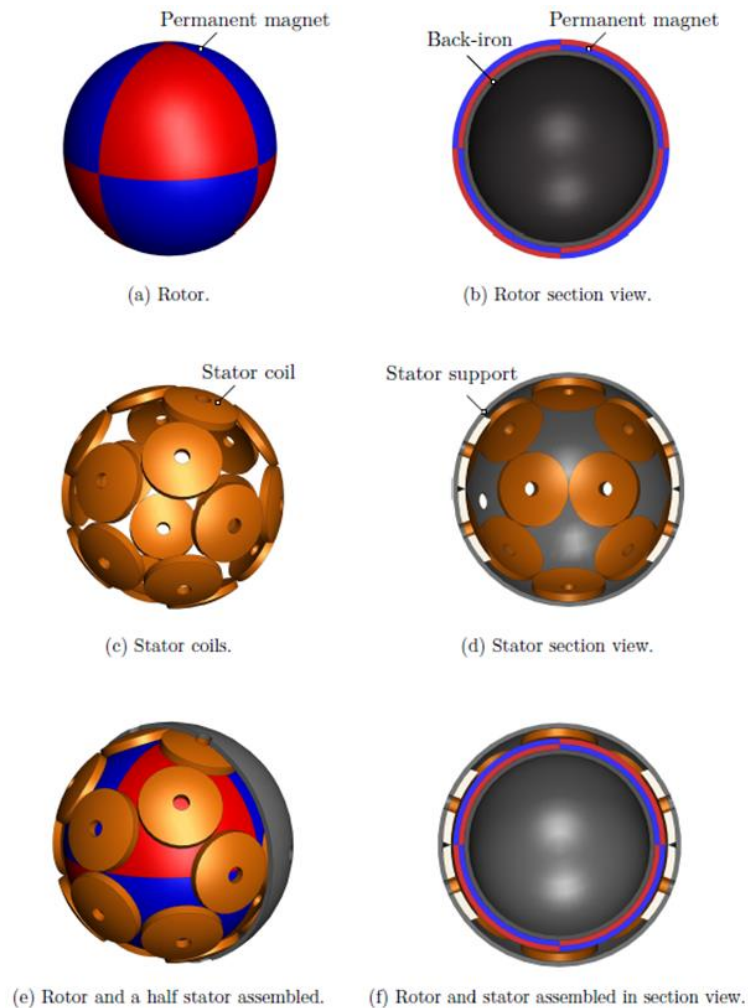 Permanent magnet
Permanent magnet
Back-iron
(a) Rotor.
(b) Rotor section view.
Stator coil
Stator support
(c) Stator coils.
(d) Stator section view.
(e) Rotor and a half stator assembled.
(f) Rotor and stator assembled in section view.